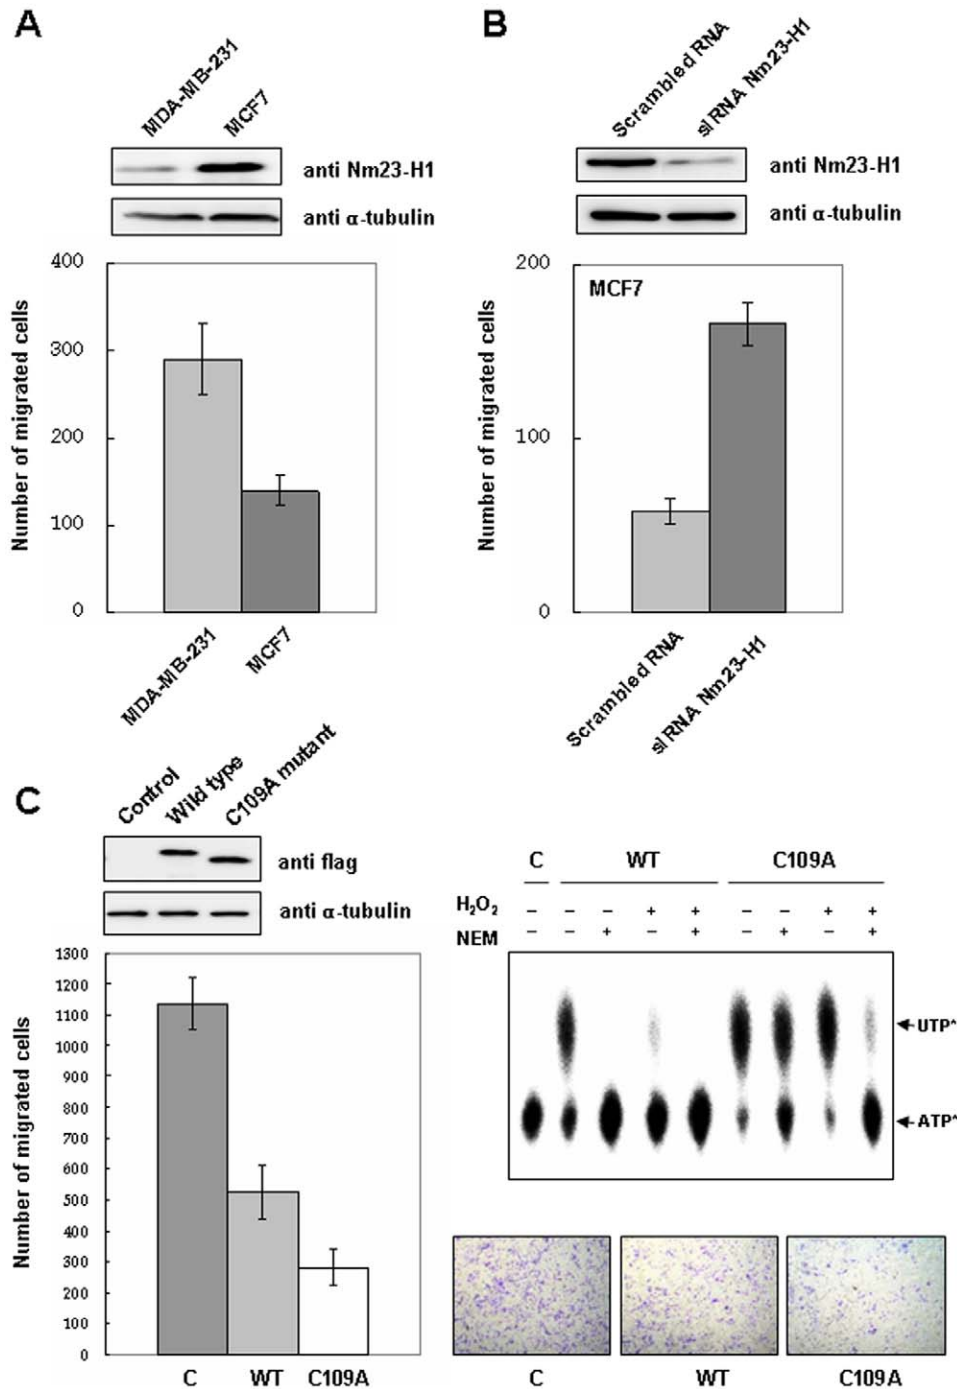 A
MDA-MB-231
MCF7
anti Nm23-H1
anti α-tubulin
Number of migrated cells
400
300
200
100
0
MDA-MB-231
MCF7
B
Scrambled RNA
siRNA Nm23-H1
anti Nm23-H1
anti α-tubulin
Number of migrated cells
MCF7
200
100
0
Scrambled RNA
siRNA Nm23-H1
C
Control
Wild type
C109A mutant
anti flag
anti α-tubulin
Number of migrated cells
1300
1200
1100
1000
900
800
700
600
500
400
300
200
100
0
C WT C109A
C WT C109A
H₂O₂ – – – + + – – + +
NEM – – + – + – + – +
UTP*
ATP*
C WT C109A